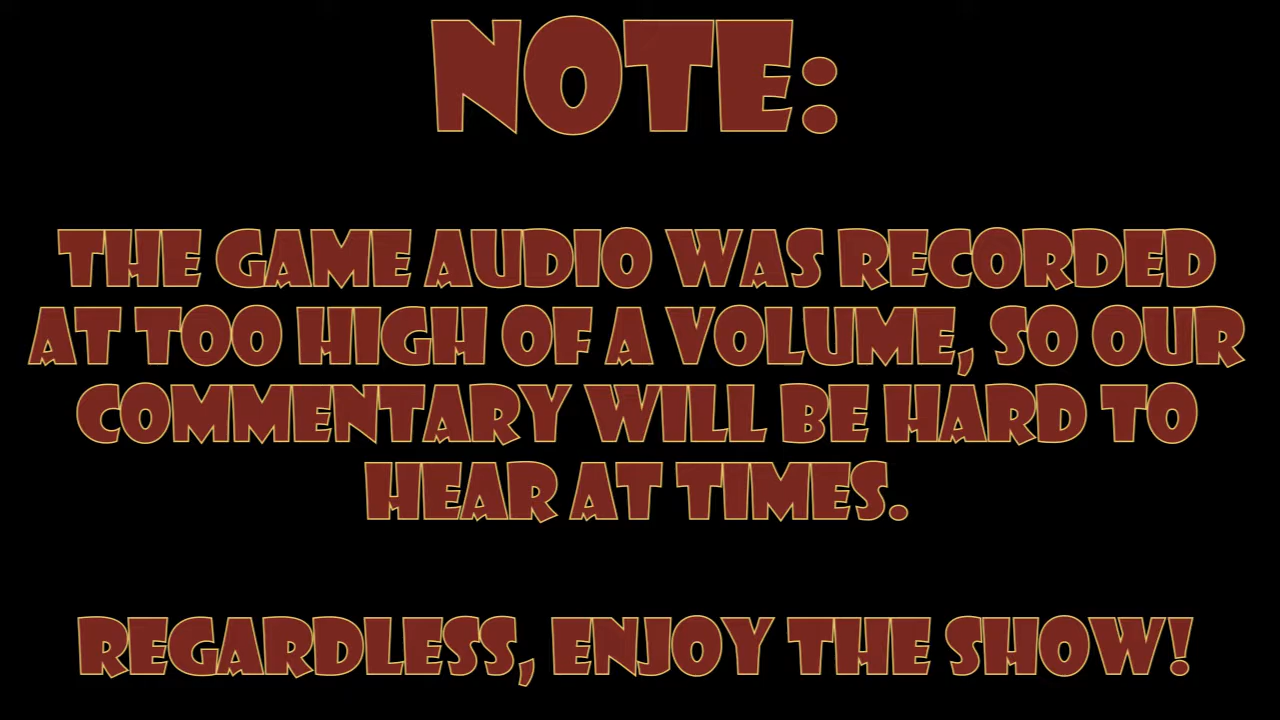 NOTE:
THE GAME AUDIO WAS RECORDED
AT TOO HIGH OF A VOLUME, SO OUR
COMMENTARY WILL BE HARD TO
HEAR AT TIMES.
REGARDLESS, ENJOY THE SHOW!